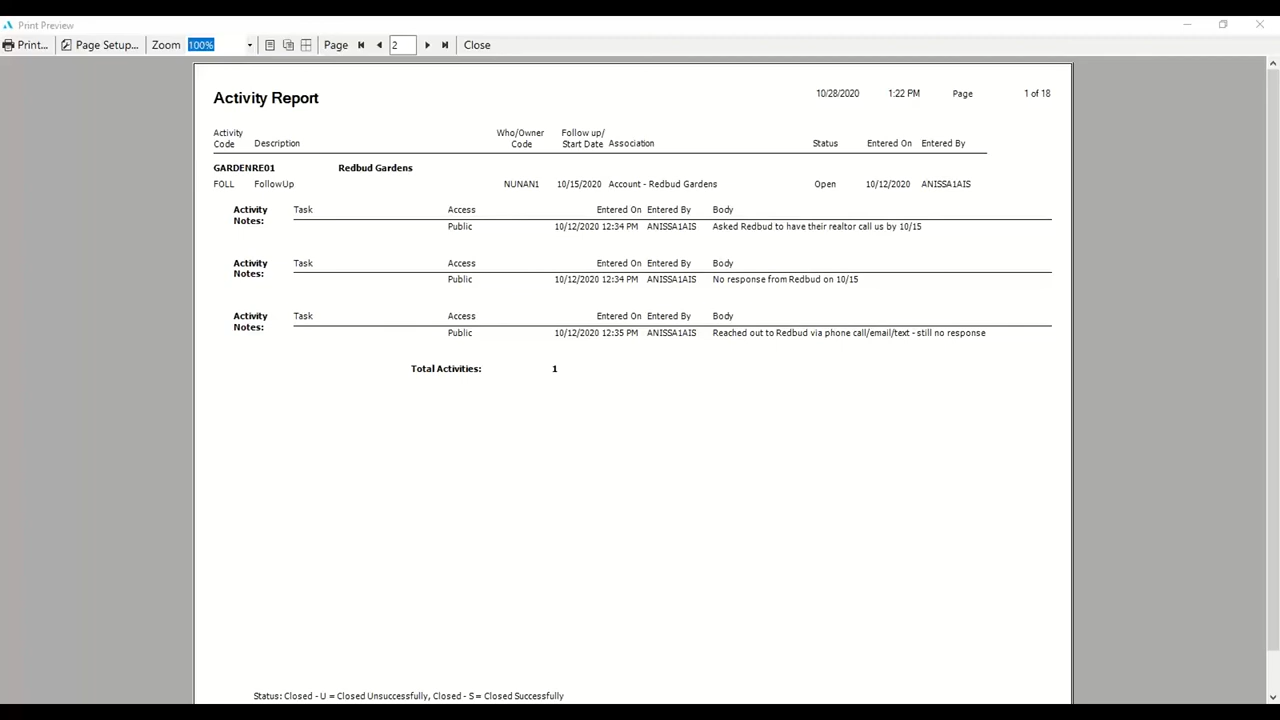 Print Preview
Print... Page Setup... Zoom 100% Page 2 Close
Activity Report 10/28/2020 1:22 PM Page 1 of 18
Activity Who/Owner Follow up/
Code Description Code Start Date Association Status Entered On Entered By
GARDENRE01 Redbud Gardens
FOLL FollowUp NUNAN1 10/15/2020 Account - Redbud Gardens Open 10/12/2020 ANISSA1AIS
Activity Task Access Entered On Entered By Body
Notes:
Public 10/12/2020 12:34 PM ANISSA1AIS Asked Redbud to have their realtor call us by 10/15
Activity Task Access Entered On Entered By Body
Notes:
Public 10/12/2020 12:34 PM ANISSA1AIS No response from Redbud on 10/15
Activity Task Access Entered On Entered By Body
Notes:
Public 10/12/2020 12:35 PM ANISSA1AIS Reached out to Redbud via phone call/email/text - still no response
Total Activities: 1
Status: Closed - U = Closed Unsuccessfully, Closed - S = Closed Successfully